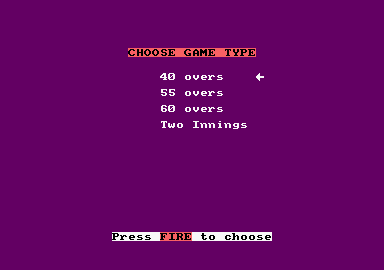 CHOOSE GAME TYPE
40 overs
55 overs
60 overs
Two Innings
Press FIRE to choose